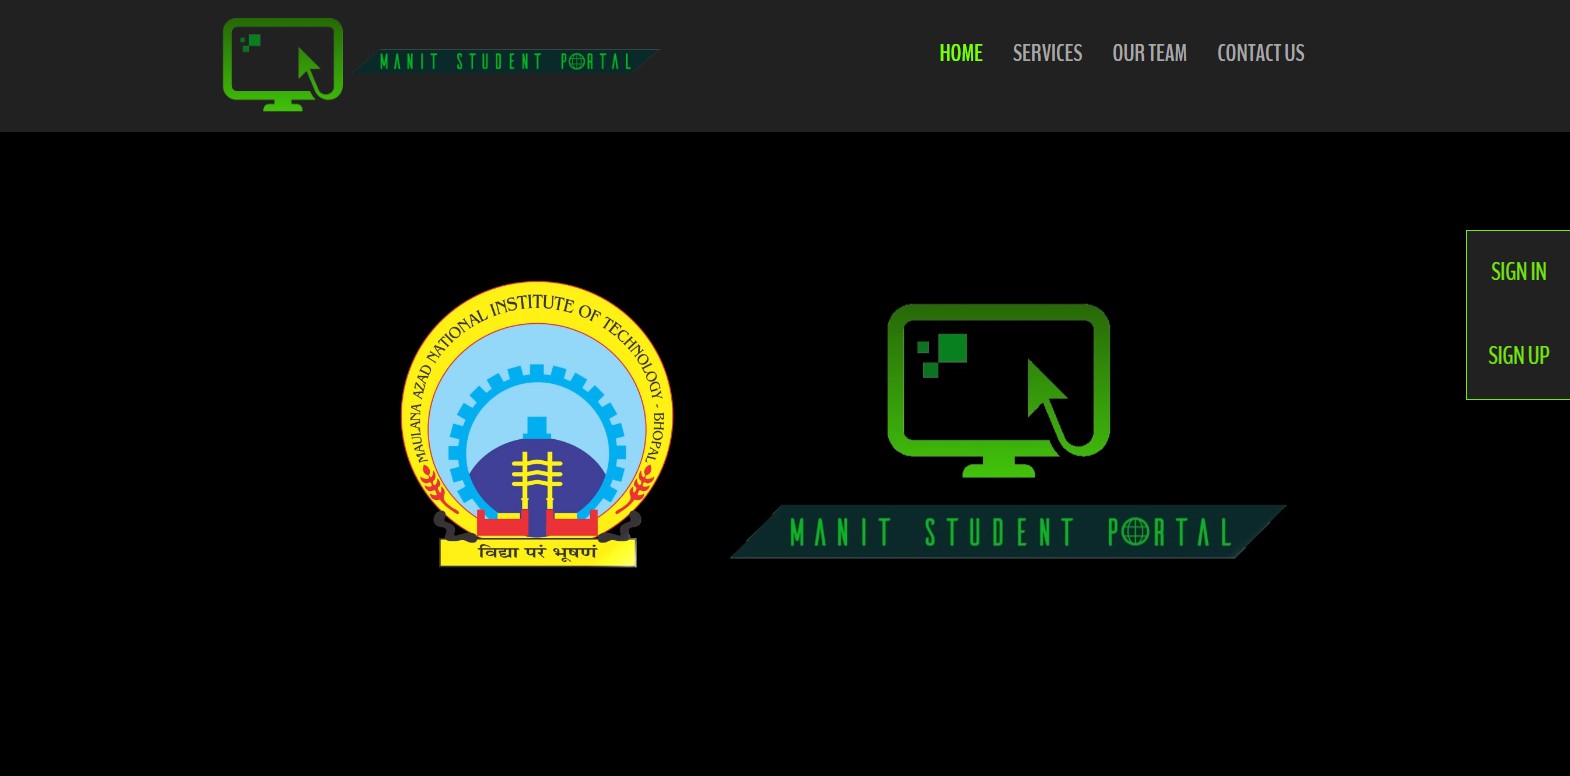 MANIT STUDENT PORTAL
HOME SERVICES OUR TEAM CONTACT US
SIGN IN
SIGN UP
MAULANA AZAD NATIONAL INSTITUTE OF TECHNOLOGY - BHOPAL
विद्या परं भूषणं
MANIT STUDENT PORTAL